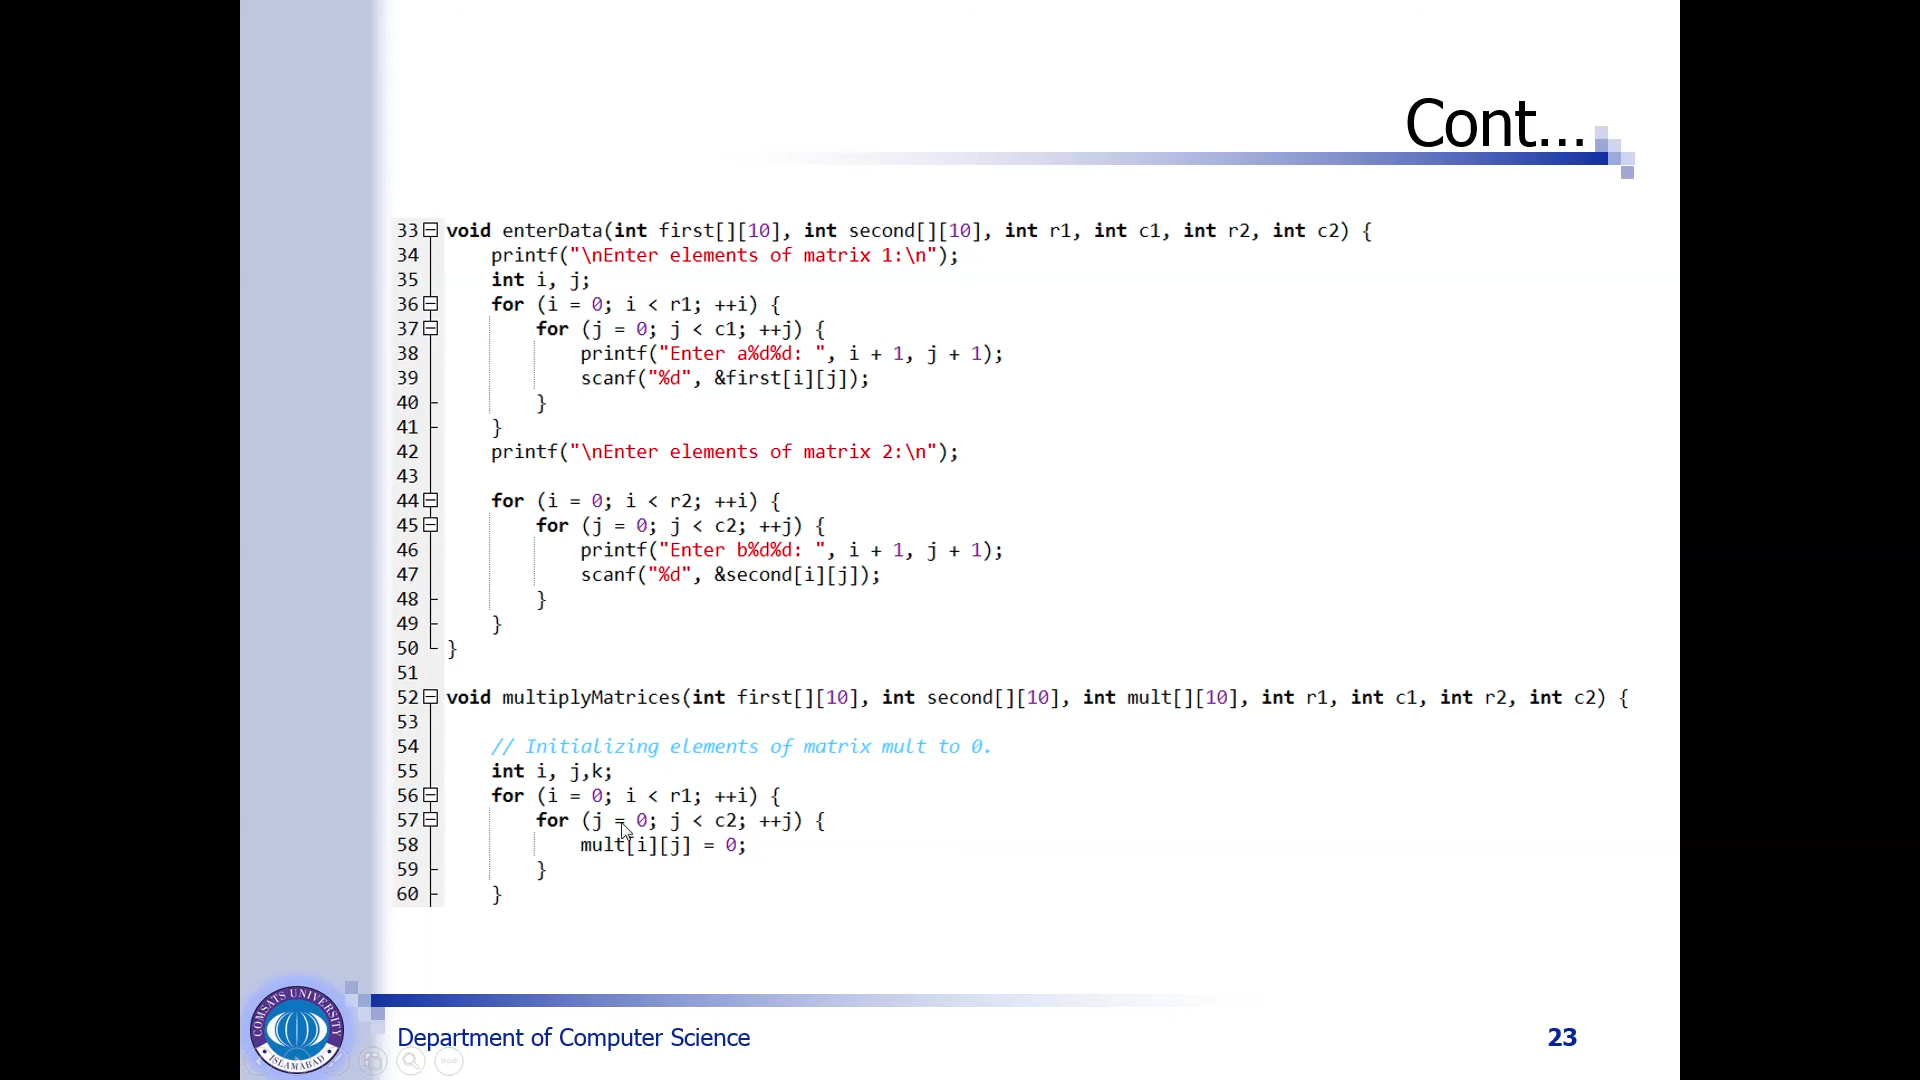 Cont...
33 void enterData(int first[][10], int second[][10], int r1, int c1, int r2, int c2) {
34     printf("\nEnter elements of matrix 1:\n");
35     int i, j;
36     for (i = 0; i < r1; ++i) {
37         for (j = 0; j < c1; ++j) {
38             printf("Enter a%d%d: ", i + 1, j + 1);
39             scanf("%d", &first[i][j]);
40         }
41     }
42     printf("\nEnter elements of matrix 2:\n");
43
44     for (i = 0; i < r2; ++i) {
45         for (j = 0; j < c2; ++j) {
46             printf("Enter b%d%d: ", i + 1, j + 1);
47             scanf("%d", &second[i][j]);
48         }
49     }
50 }
51
52 void multiplyMatrices(int first[][10], int second[][10], int mult[][10], int r1, int c1, int r2, int c2) {
53
54     // Initializing elements of matrix mult to 0.
55     int i, j,k;
56     for (i = 0; i < r1; ++i) {
57         for (j = 0; j < c2; ++j) {
58             mult[i][j] = 0;
59         }
60     }
COMSATS UNIVERSITY
ISLAMABAD
Department of Computer Science
23